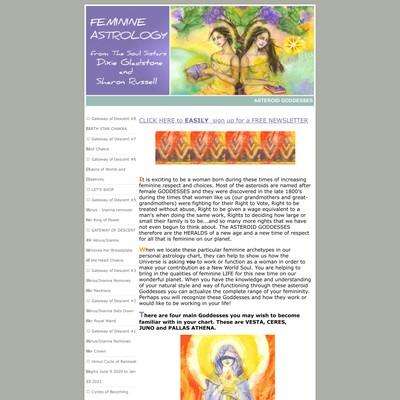 FEMININE
ASTROLOGY
from The Soul Sisters
Dixie Gladstone
and
Sharon Russell
ASTEROID GODDESSES
Gateway of Descent #8
EARTH STAR CHAKRA
Gateway of Descent #7
Root Chakra
Gateway of Descent #6
Chakra of Womb and
Creativity
LET'S SHOP
Gateway of Descent #5
Venus - Inanna removes
her Ring of Power
GATEWAY OF DESCENT
#4 Venus/Inanna
Removes her Breastplate
of the Heart Chakra
Gateway of Descent #3
Venus/Inanna Removes
her Necklace
Gateway of Descent #2
Venus/Inanna Sets Down
her Royal Wand
Gateway of Descent #1
Venus/Inanna Removes
her Crown
Venus Cycle of Renewal
Begins June 9 2020 to Jan
Cycles of Becoming
CLICK HERE to EASILY sign up for a FREE NEWSLETTER
It is exciting to be a woman born during these times of increasing
feminine respect and choices. Most of the asteroids are named after
female GODDESSES and they were discovered in the late 1800's
during the times that women like us (our grandmothers and great-
grandmothers) were fighting for their Right to Vote, Right to be
treated without abuse, Right to be given a wage equivalent to a
man's when doing the same work, Rights to deciding how large or
small their family is to be...and so many more rights that we have
not even begun to think about. The ASTEROID GODDESSES
therefore are the HERALDS of a new age and a new time of respect
for all that is feminine on our planet.
When we locate these particular feminine archetypes in our
personal astrology chart, they can help to show us how the
Universe is asking you to work or function as a woman in order to
make your contribution as a New World Soul. You are helping to
bring in the qualities of feminine LIFE for this new time on our
wonderful planet. When you have the knowledge and understanding
of your natural style and way of functioning through these asteroid
Goddesses you can actualize the complete range of your femininity.
Perhaps you will recognize these Goddesses and how they work or
would like to be working in your life!
There are four main Goddesses you may wish to become
familiar with in your chart. These are VESTA, CERES,
JUNO and PALLAS ATHENA.